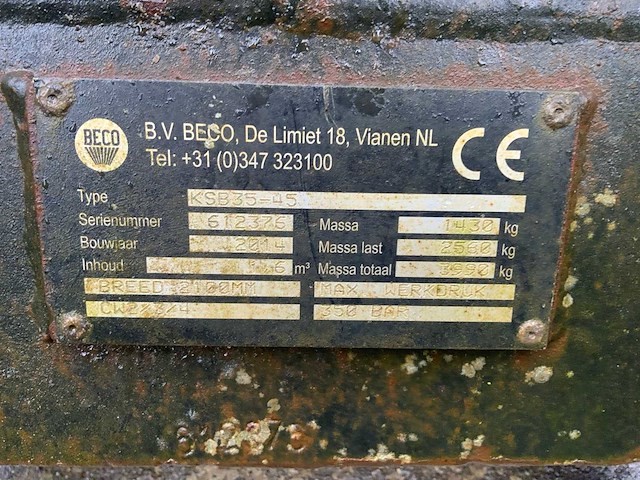 BECO
B.V. BECO, De Limiet 18, Vianen NL
Tel: +31 (0)347 323100
CE
Type KSB35-45
Serienummer 612376 Massa 1430 kg
Bouwjaar 2014 Massa last 2560 kg
Inhoud m³ Massa totaal 3990 kg
BREED 2100MM MAX. WERKDRUK
350 BAR